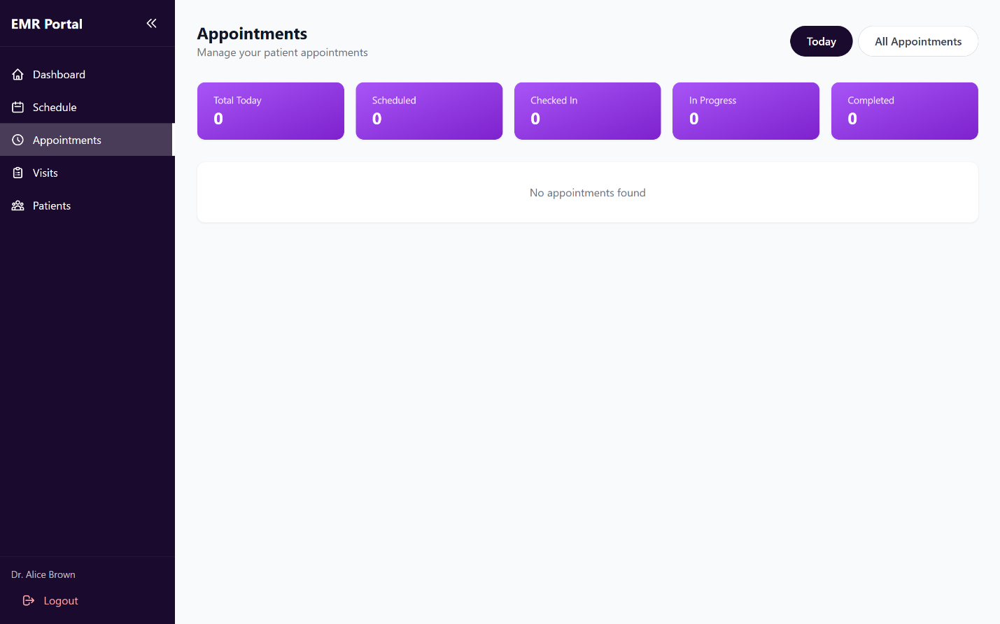 EMR Portal
Dashboard
Schedule
Appointments
Visits
Patients
Dr. Alice Brown
Logout
Appointments
Manage your patient appointments
Today
All Appointments
Total Today
0
Scheduled
0
Checked In
0
In Progress
0
Completed
0
No appointments found